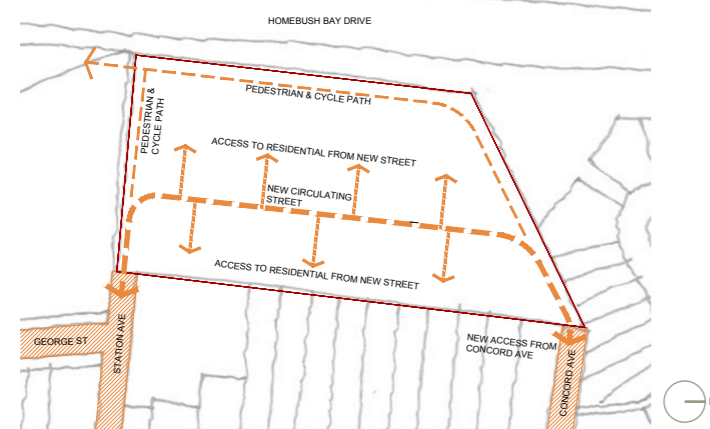 HOMEBUSH BAY DRIVE
PEDESTRIAN & CYCLE PATH
PEDESTRIAN &
CYCLE PATH
ACCESS TO RESIDENTIAL FROM NEW STREET
NEW CIRCULATING
STREET
ACCESS TO RESIDENTIAL FROM NEW STREET
GEORGE ST
STATION AVE
NEW ACCESS FROM
CONCORD AVE
CONCORD AVE